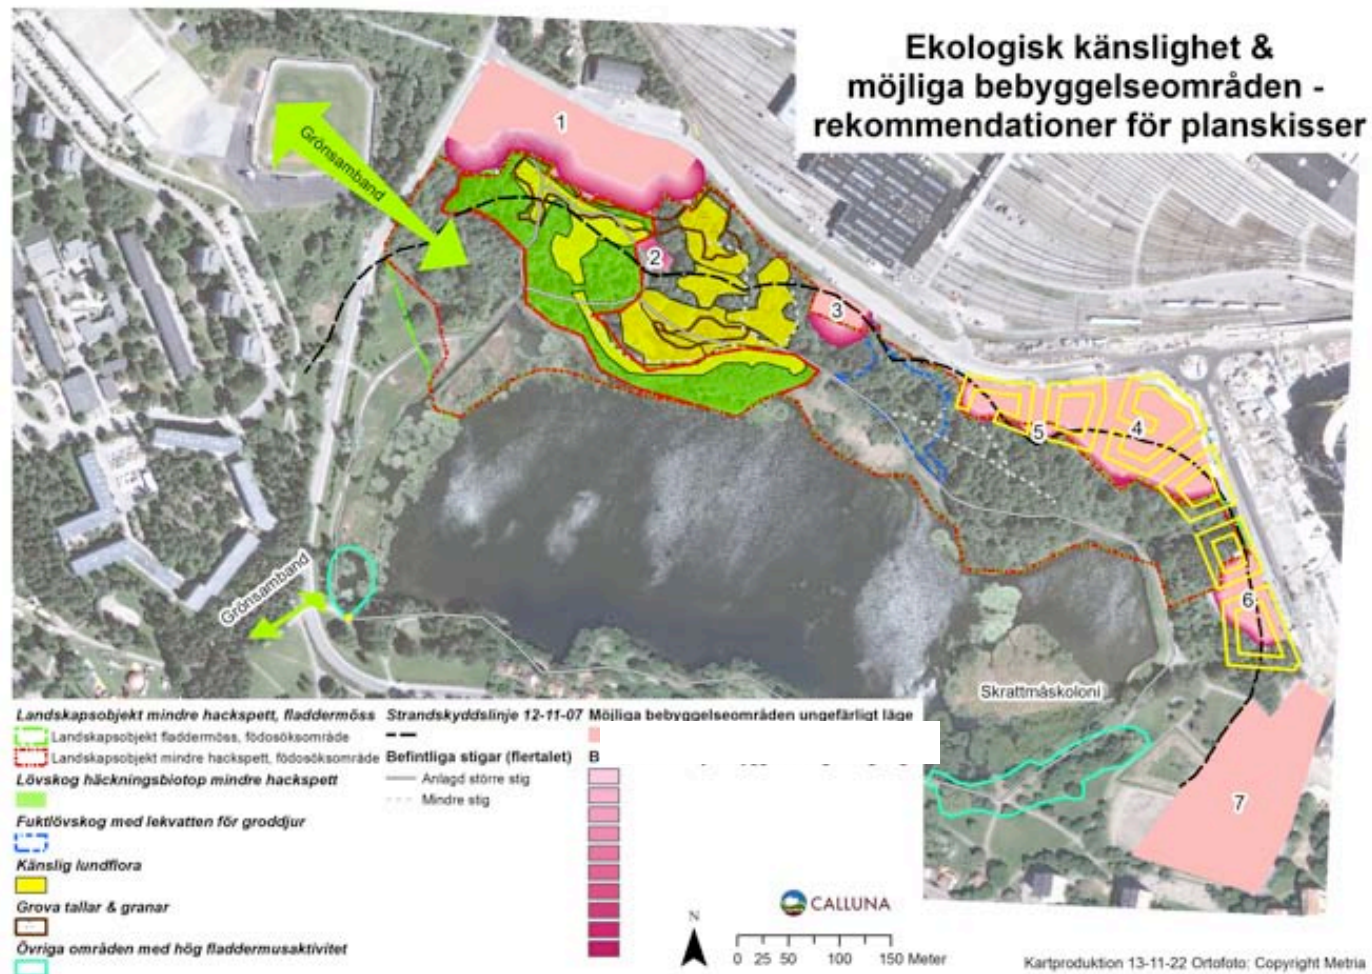 Ekologisk känslighet &
möjliga bebyggelseområden -
rekommendationer för planskisser
Grönsamband
1
2
3
4
5
6
7
Grönsamband
Skrattmåskoloni
Landskapsobjekt mindre hackspett, fladdermöss
Landskapsobjekt fladdermöss, födosöksområde
Landskapsobjekt mindre hackspett, födosöksområde
Lövskog häckningsbiotop mindre hackspett
Fuktlövskog med lekvatten för groddjur
Känslig lundflora
Grova tallar & granar
Övriga områden med hög fladdermusaktivitet
Strandskyddslinje 12-11-07
Befintliga stigar (flertalet)
Anlagd större stig
Mindre stig
Möjliga bebyggelseområden ungefärligt läge
B
CALLUNA
N
0 25 50 100 150 Meter
Kartproduktion 13-11-22 Ortofoto: Copyright Metria